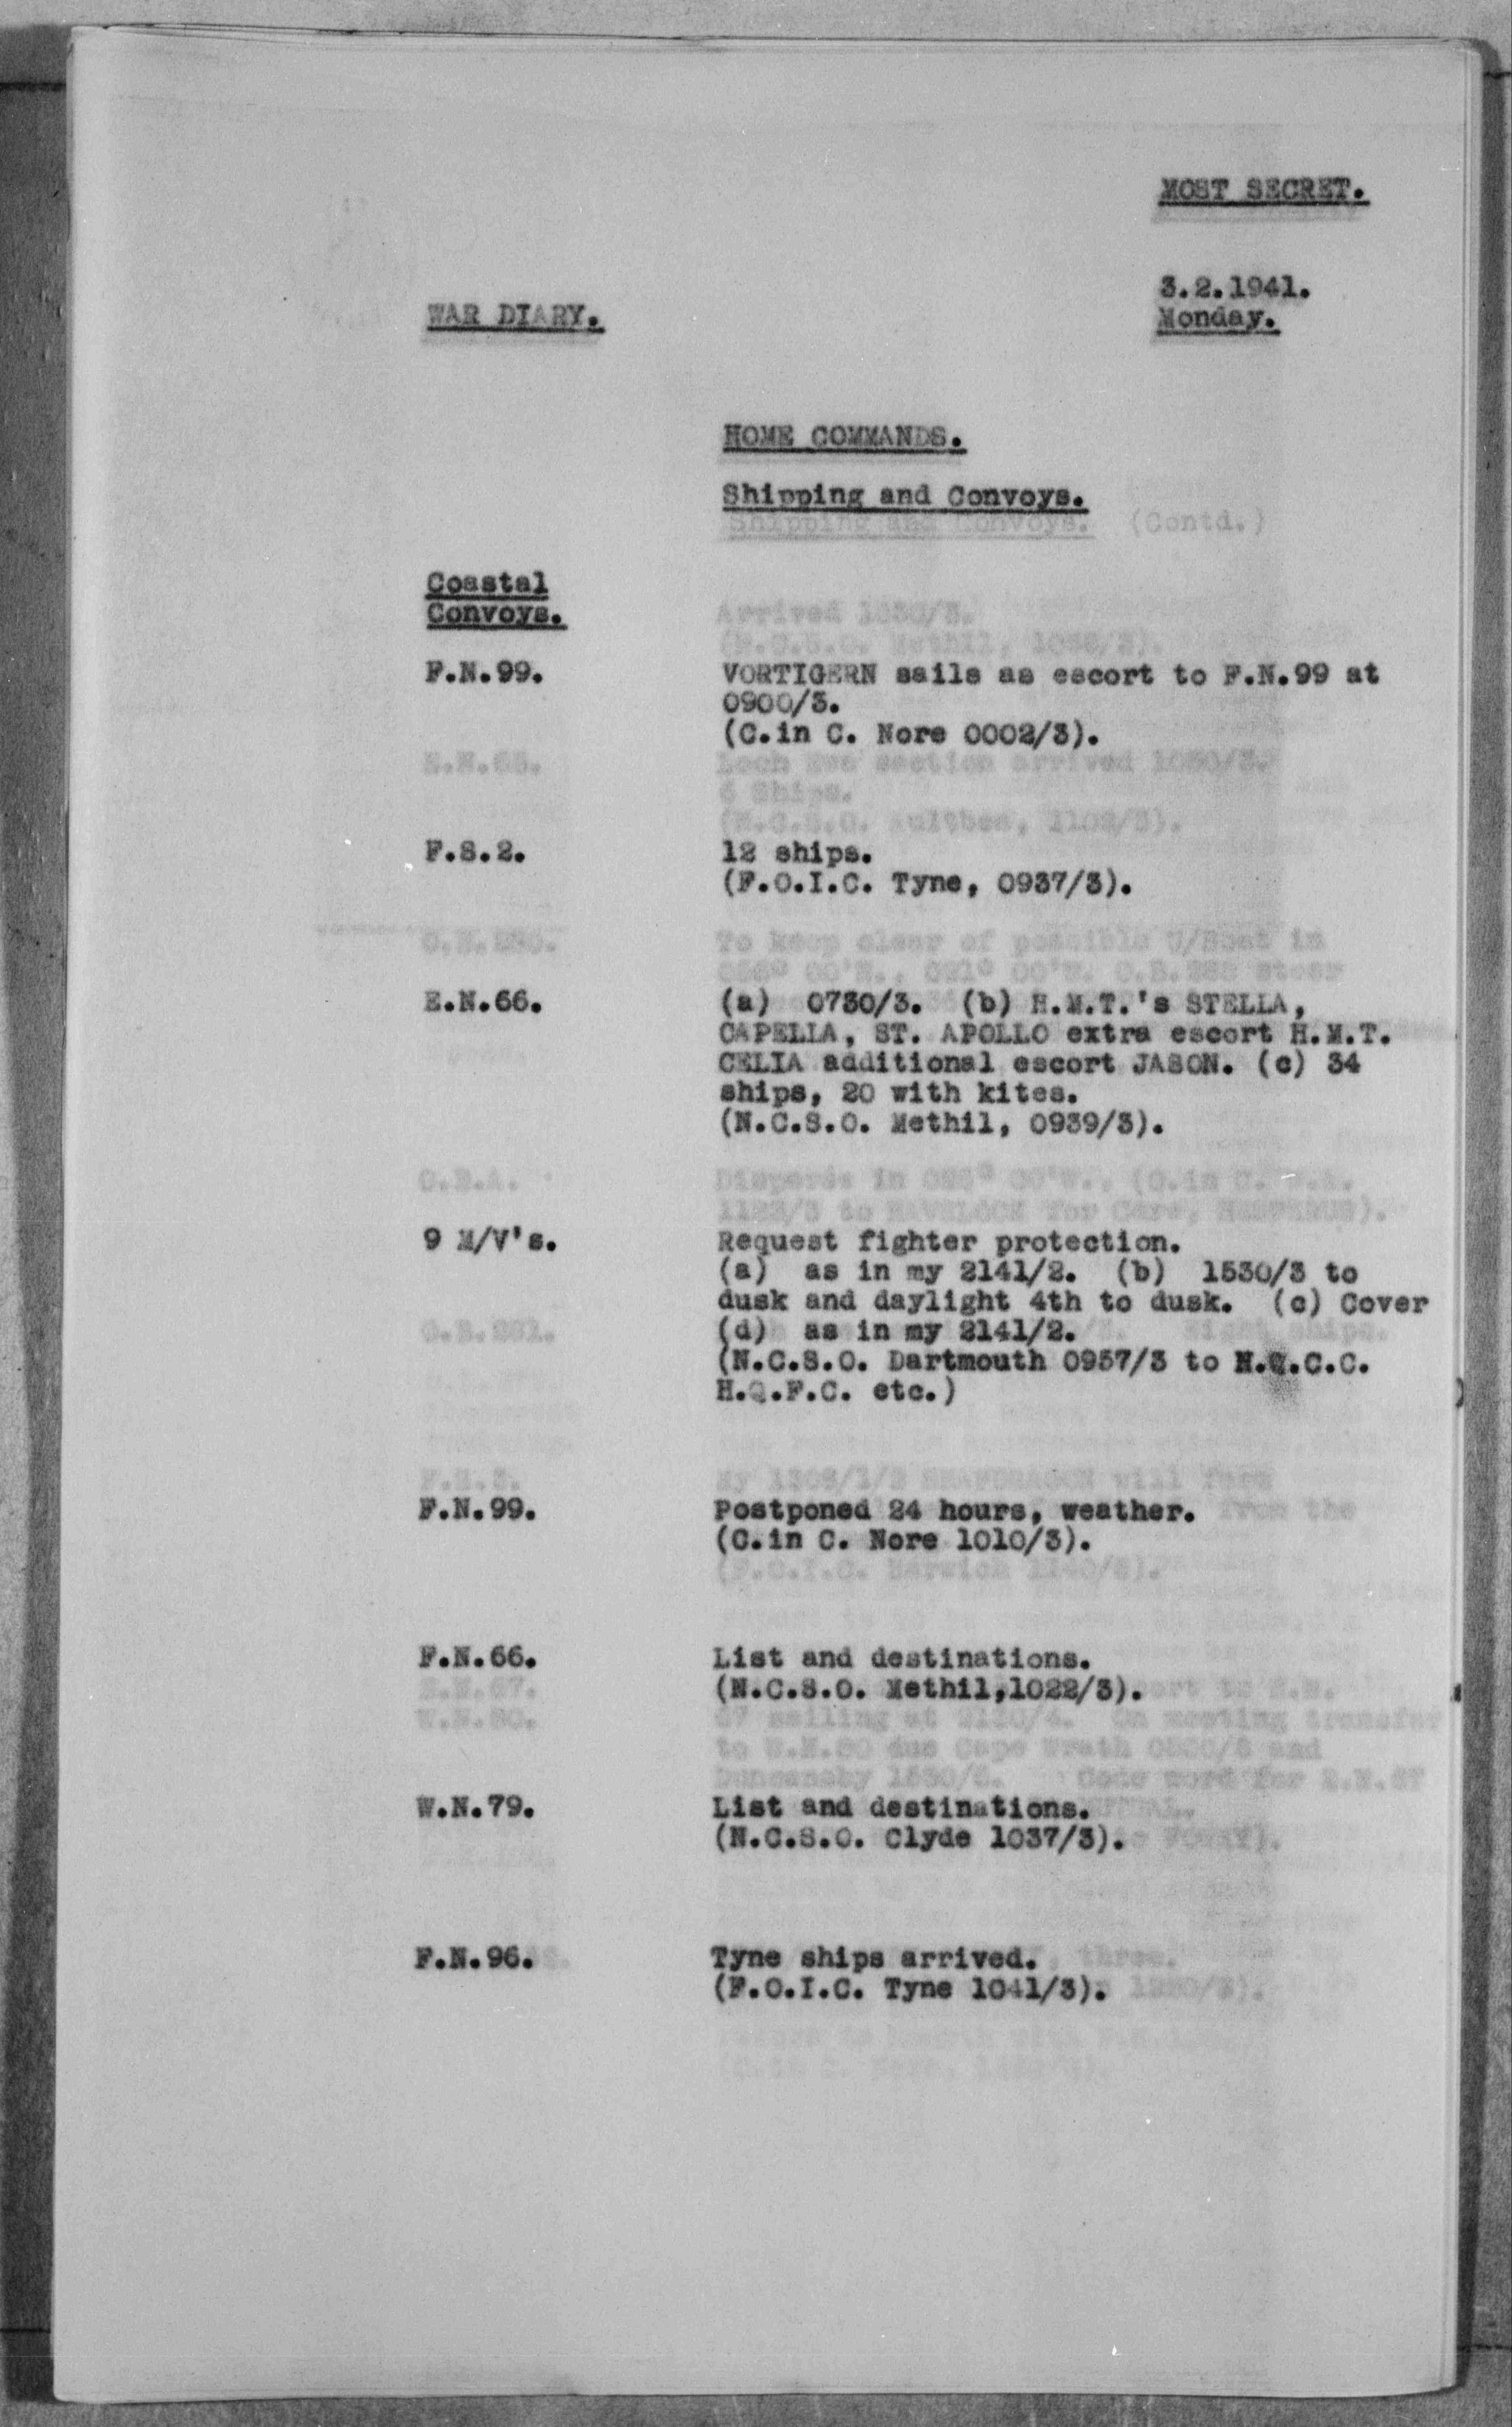 MOST SECRET.
3.2.1941.
WAR DIARY.
Monday.
HOME COMMANDS.
Shipping and Convoys.
Coastal
Convoys.
F.N.99. VORTIGERN sails as escort to F.N.99 at
0900/3.
(C.in C. Nore 0002/3).
F.S.2. 12 ships.
(F.O.I.C. Tyne, 0937/3).
E.N.66. (a) 0730/3. (b) H.M.T.'s STELLA,
CAPELLA, ST. APOLLO extra escort H.M.T.
CELIA additional escort JASON. (c) 34
ships, 20 with kites.
(N.C.S.O. Methil, 0939/3).
9 M/V's. Request fighter protection.
(a) as in my 2141/2. (b) 1530/3 to
dusk and daylight 4th to dusk. (c) Cover
(d) as in my 2141/2.
(N.C.S.O. Dartmouth 0957/3 to H.Q.C.C.
H.Q.F.C. etc.)
F.N.99. Postponed 24 hours, weather.
(C.in C. Nore 1010/3).
F.N.66. List and destinations.
(N.C.S.O. Methil,1022/3).
W.N.79. List and destinations.
(N.C.S.O. Clyde 1037/3).
F.N.96. Tyne ships arrived.
(F.O.I.C. Tyne 1041/3).